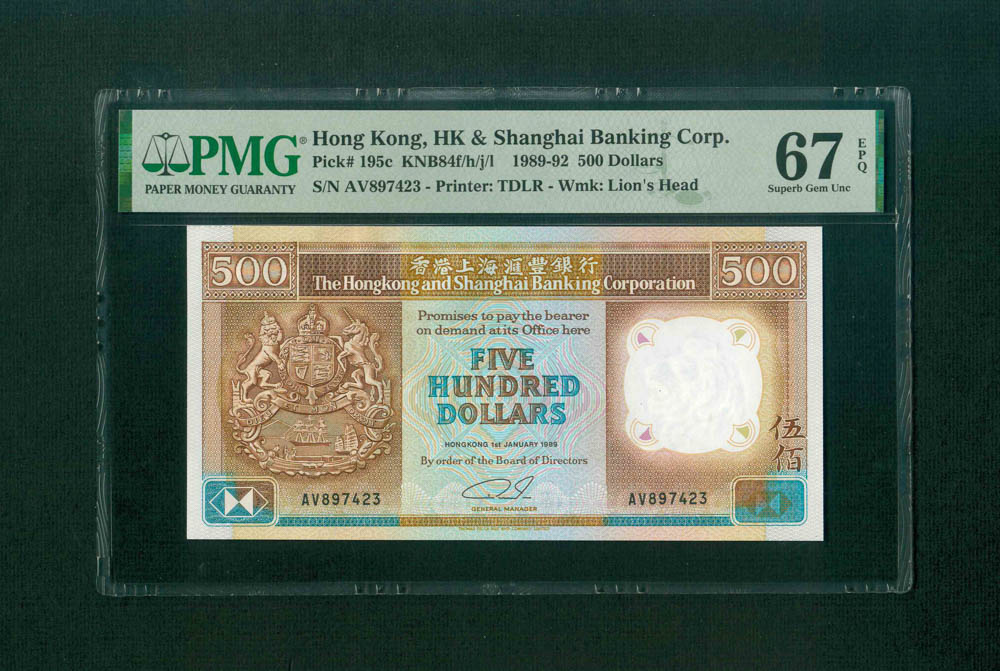 PMG®
PAPER MONEY GUARANTY
Hong Kong, HK & Shanghai Banking Corp.
Pick# 195c KNB84f/h/j/l 1989-92 500 Dollars
S/N AV897423 - Printer: TDLR - Wmk: Lion's Head
67 EPQ
Superb Gem Unc
500
香港上海滙豐銀行
500
The Hongkong and Shanghai Banking Corporation
Promises to pay the bearer
on demand at its Office here
FIVE
HUNDRED
DOLLARS
HONGKONG 1st JANUARY 1989
By order of the Board of Directors
伍佰
AV897423
GENERAL MANAGER
AV897423